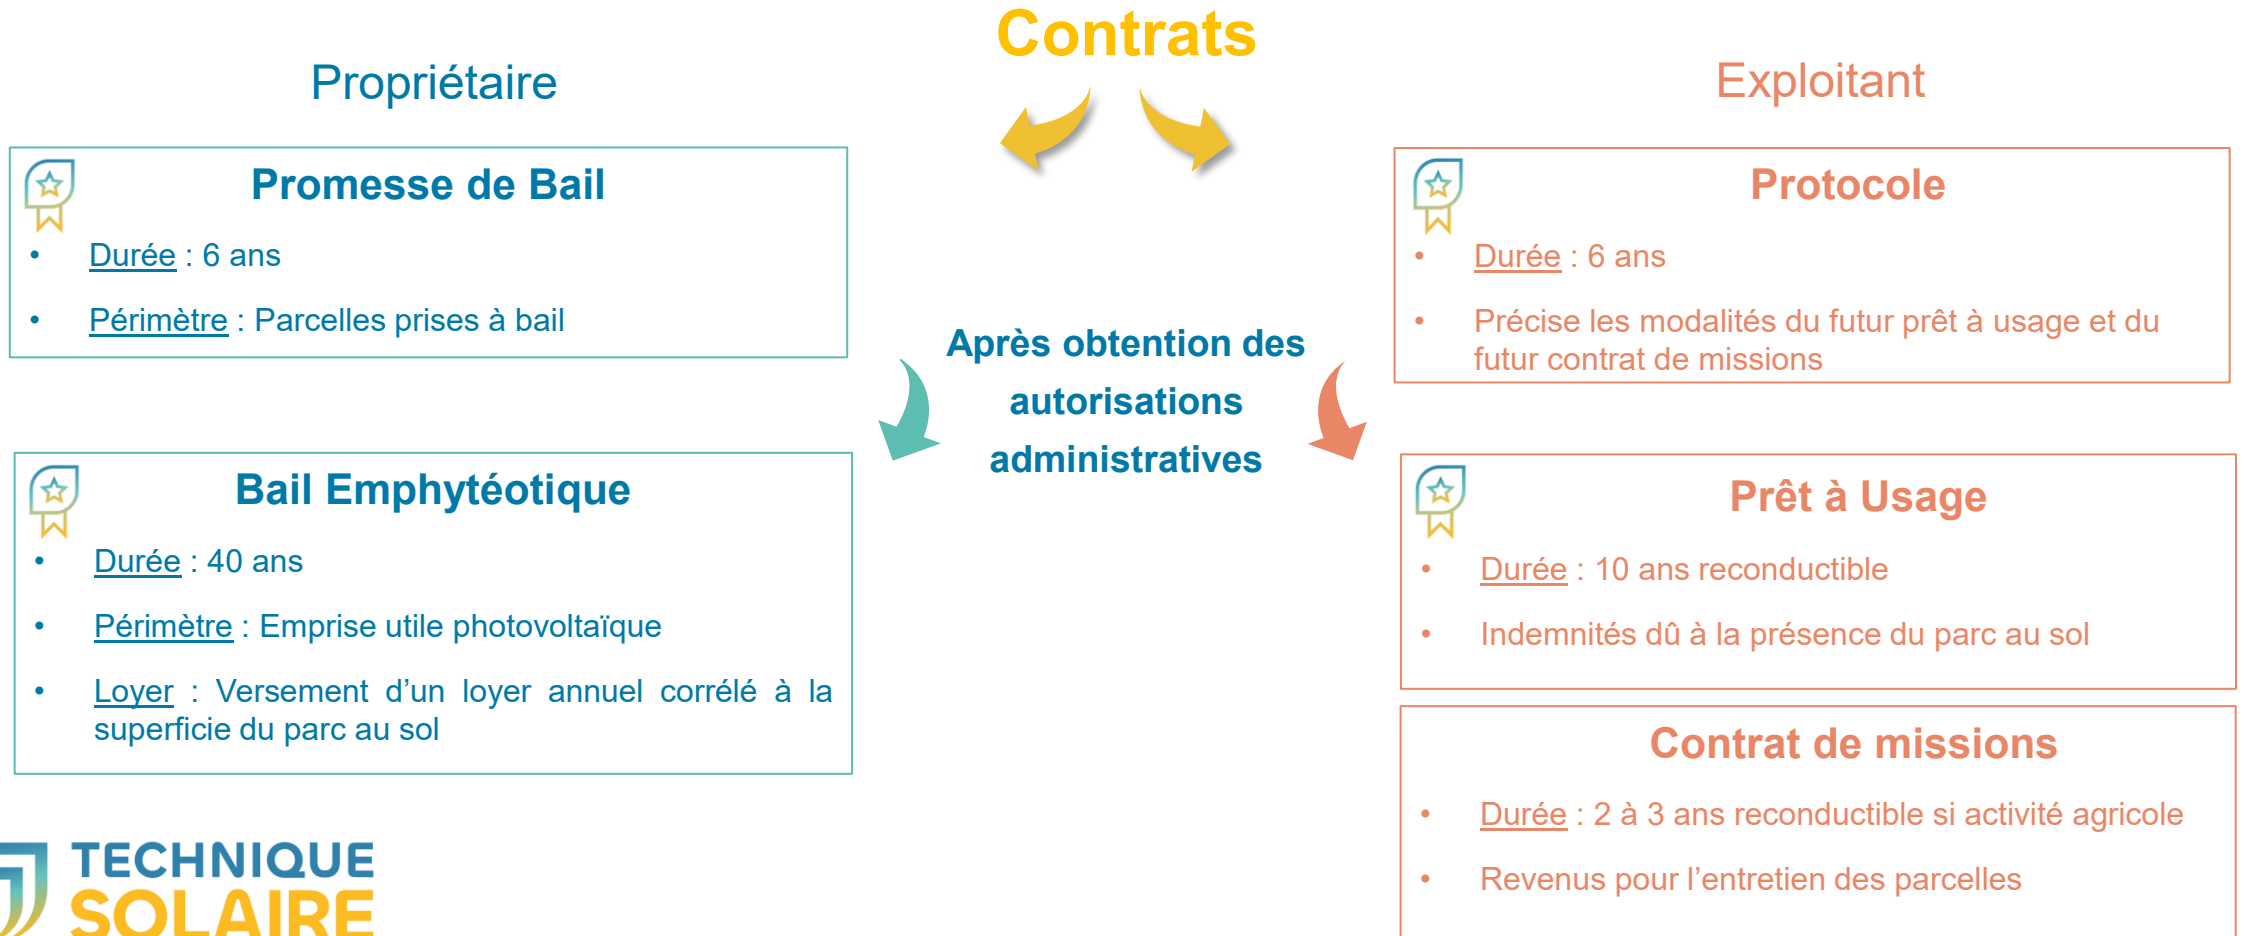 Contrats
Propriétaire
Promesse de Bail
• Durée : 6 ans
• Périmètre : Parcelles prises à bail
Après obtention des
autorisations
administratives
Bail Emphytéotique
• Durée : 40 ans
• Périmètre : Emprise utile photovoltaïque
• Loyer : Versement d’un loyer annuel corrélé à la
superficie du parc au sol
Exploitant
Protocole
• Durée : 6 ans
• Précise les modalités du futur prêt à usage et du
futur contrat de missions
Prêt à Usage
• Durée : 10 ans reconductible
• Indemnités dû à la présence du parc au sol
Contrat de missions
• Durée : 2 à 3 ans reconductible si activité agricole
• Revenus pour l’entretien des parcelles
TECHNIQUE
SOLAIRE